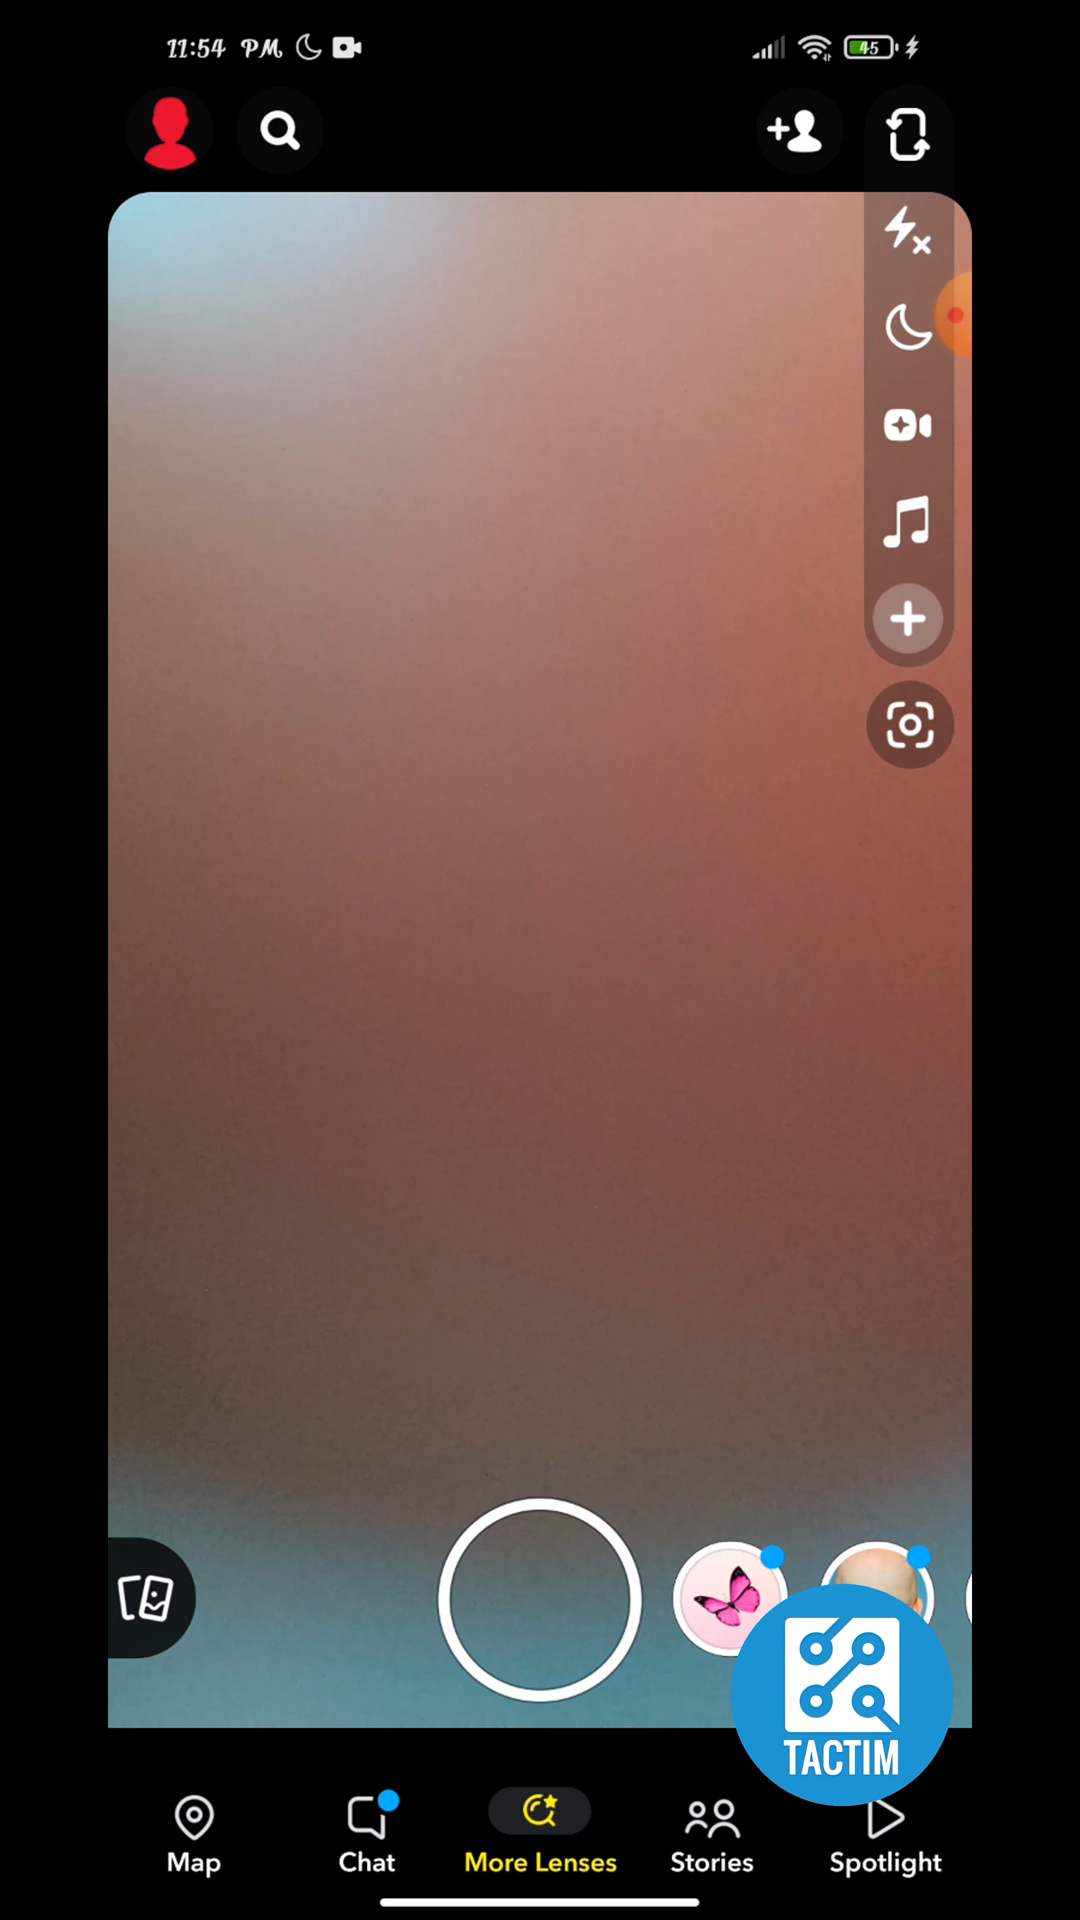 11:54 PM
45
TACTIM
Map
Chat
More Lenses
Stories
Spotlight